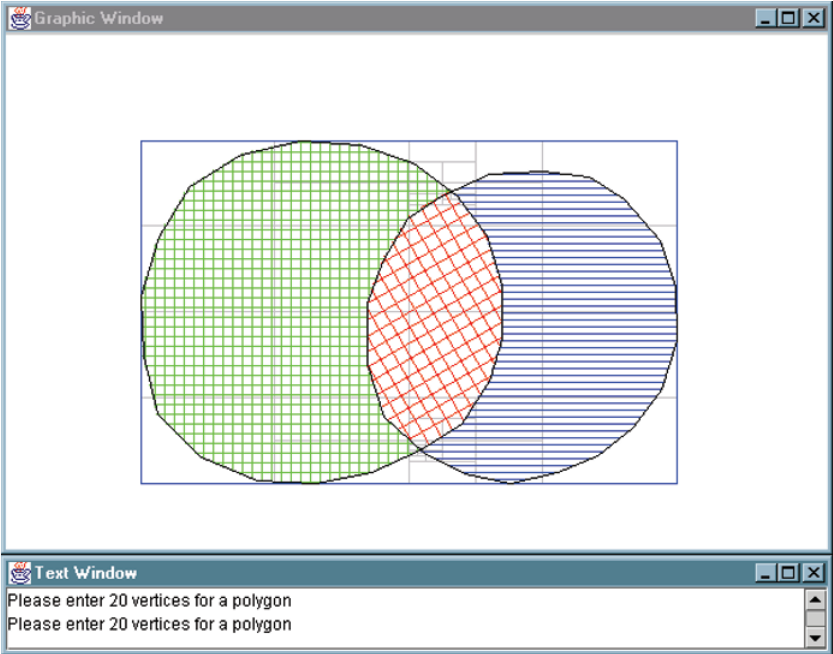 Graphic Window
Text Window
Please enter 20 vertices for a polygon
Please enter 20 vertices for a polygon